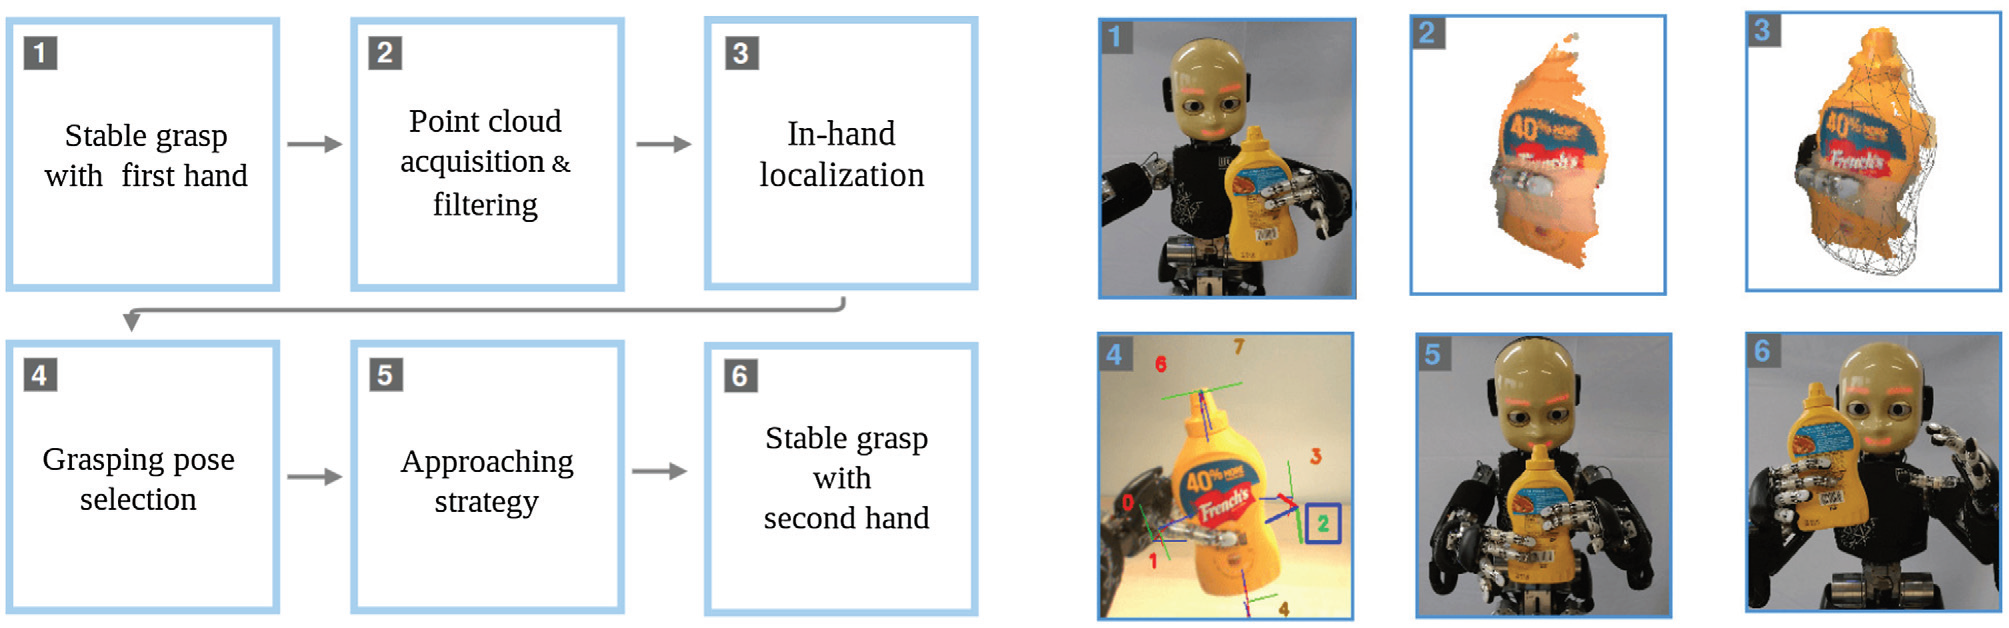 1
Stable grasp
with first hand
2
Point cloud
acquisition &
filtering
3
In-hand
localization
4
Grasping pose
selection
5
Approaching
strategy
6
Stable grasp
with
second hand
1
2
40% MORE
French's
3
40% MORE
French's
4
6
7
3
0
2
1
4
40% MORE
French's
5
6